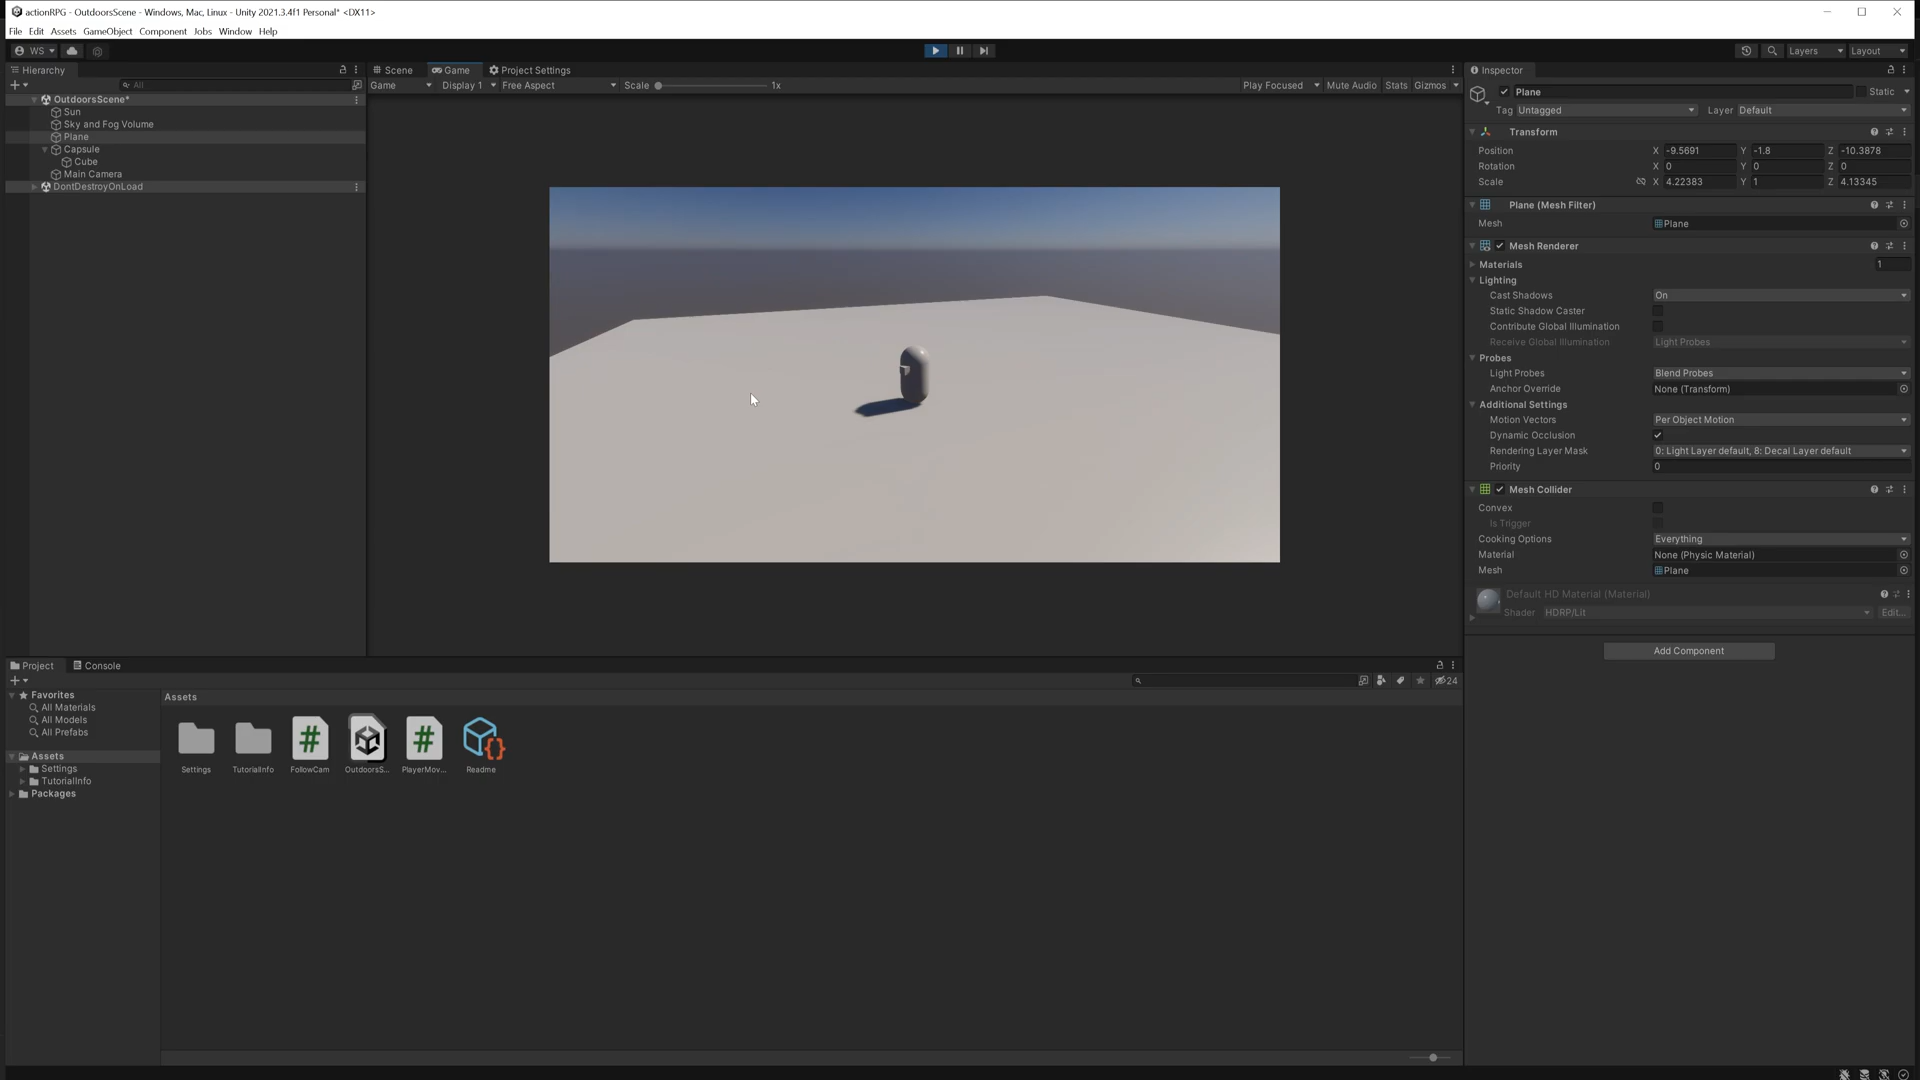 actionRPG - OutdoorsScene - Windows, Mac, Linux - Unity 2021.3.4f1 Personal* <DX11>
File Edit Assets GameObject Component Jobs Window Help
WS Layers Layout
Hierarchy
All
OutdoorsScene*
Sun
Sky and Fog Volume
Plane
Capsule
Cube
Main Camera
DontDestroyOnLoad
Scene Game Project Settings
Game Display 1 Free Aspect Scale 1x Play Focused Mute Audio Stats Gizmos
Inspector
Plane Static
Tag Untagged Layer Default
Transform
Position X -9.5691 Y -1.8 Z -10.3878
Rotation X 0 Y 0 Z 0
Scale X 4.22383 Y 1 Z 4.13345
Plane (Mesh Filter)
Mesh Plane
Mesh Renderer
Materials 1
Lighting
Cast Shadows On
Static Shadow Caster
Contribute Global Illumination
Receive Global Illumination Light Probes
Probes
Light Probes Blend Probes
Anchor Override None (Transform)
Additional Settings
Motion Vectors Per Object Motion
Dynamic Occlusion
Rendering Layer Mask 0: Light Layer default, 8: Decal Layer default
Priority 0
Mesh Collider
Convex
Is Trigger
Cooking Options Everything
Material None (Physic Material)
Mesh Plane
Default HD Material (Material)
Shader HDRP/Lit Edit...
Add Component
Project Console
24
Favorites
All Materials
All Models
All Prefabs
Assets
Settings
TutorialInfo
Packages
Assets
Settings TutorialInfo FollowCam OutdoorsS... PlayerMov... Readme